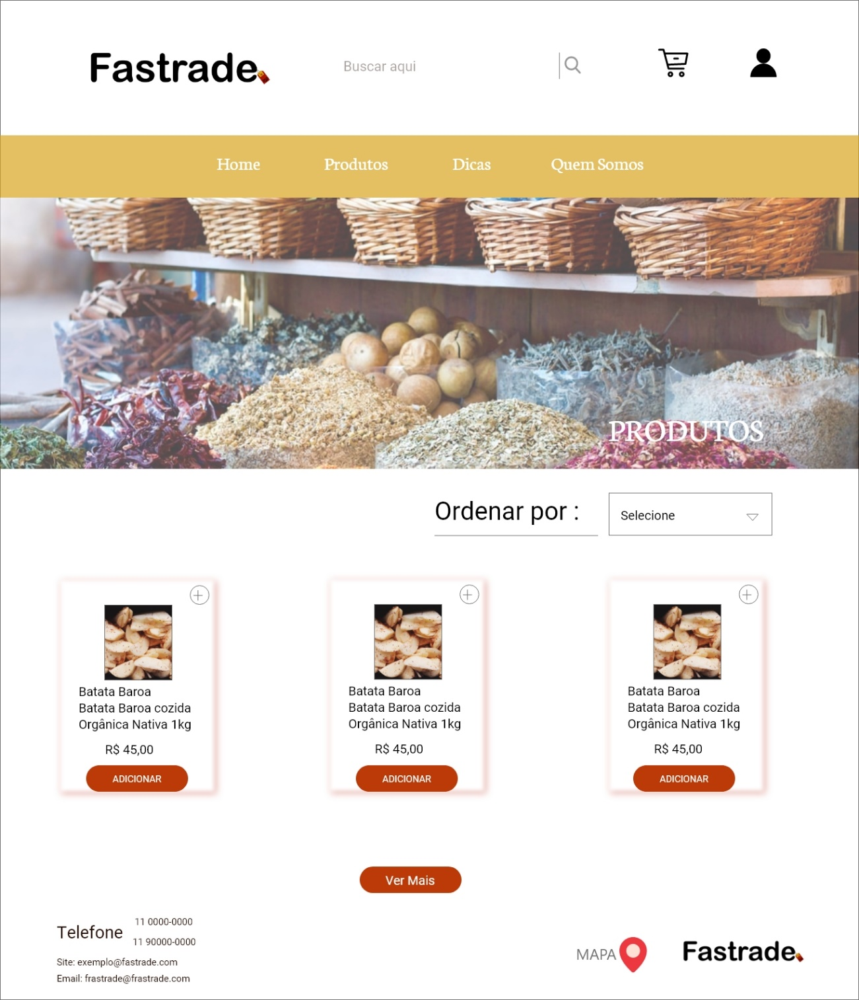 Fastrade
Buscar aqui
Home Produtos Dicas Quem Somos
PRODUTOS
Ordenar por :
Selecione
Batata Baroa
Batata Baroa cozida
Orgânica Nativa 1kg
R$ 45,00
ADICIONAR
Batata Baroa
Batata Baroa cozida
Orgânica Nativa 1kg
R$ 45,00
ADICIONAR
Batata Baroa
Batata Baroa cozida
Orgânica Nativa 1kg
R$ 45,00
ADICIONAR
Ver Mais
Telefone
11 0000-0000
11 90000-0000
Site: exemplo@fastrade.com
Email: frastrade@frastrade.com
MAPA
Fastrade